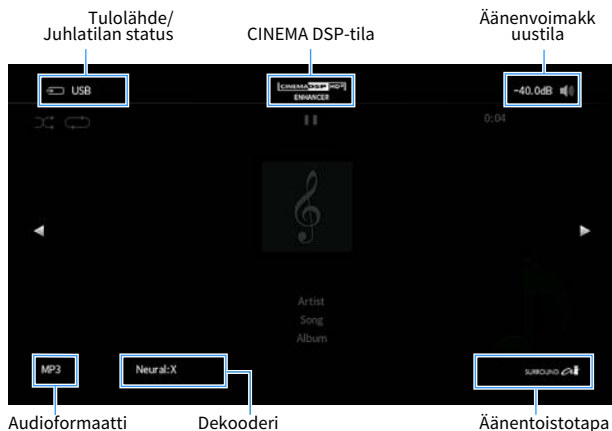 Tulolähde/
Juhlatilan status
CINEMA DSP-tila
Äänenvoimakk
uustila
USB
CINEMA DSP HD³
ENHANCER
-40.0dB
0:04
Artist
Song
Album
MP3
Neural:X
SURROUND AI
Audioformaatti
Dekooderi
Äänentoistotapa